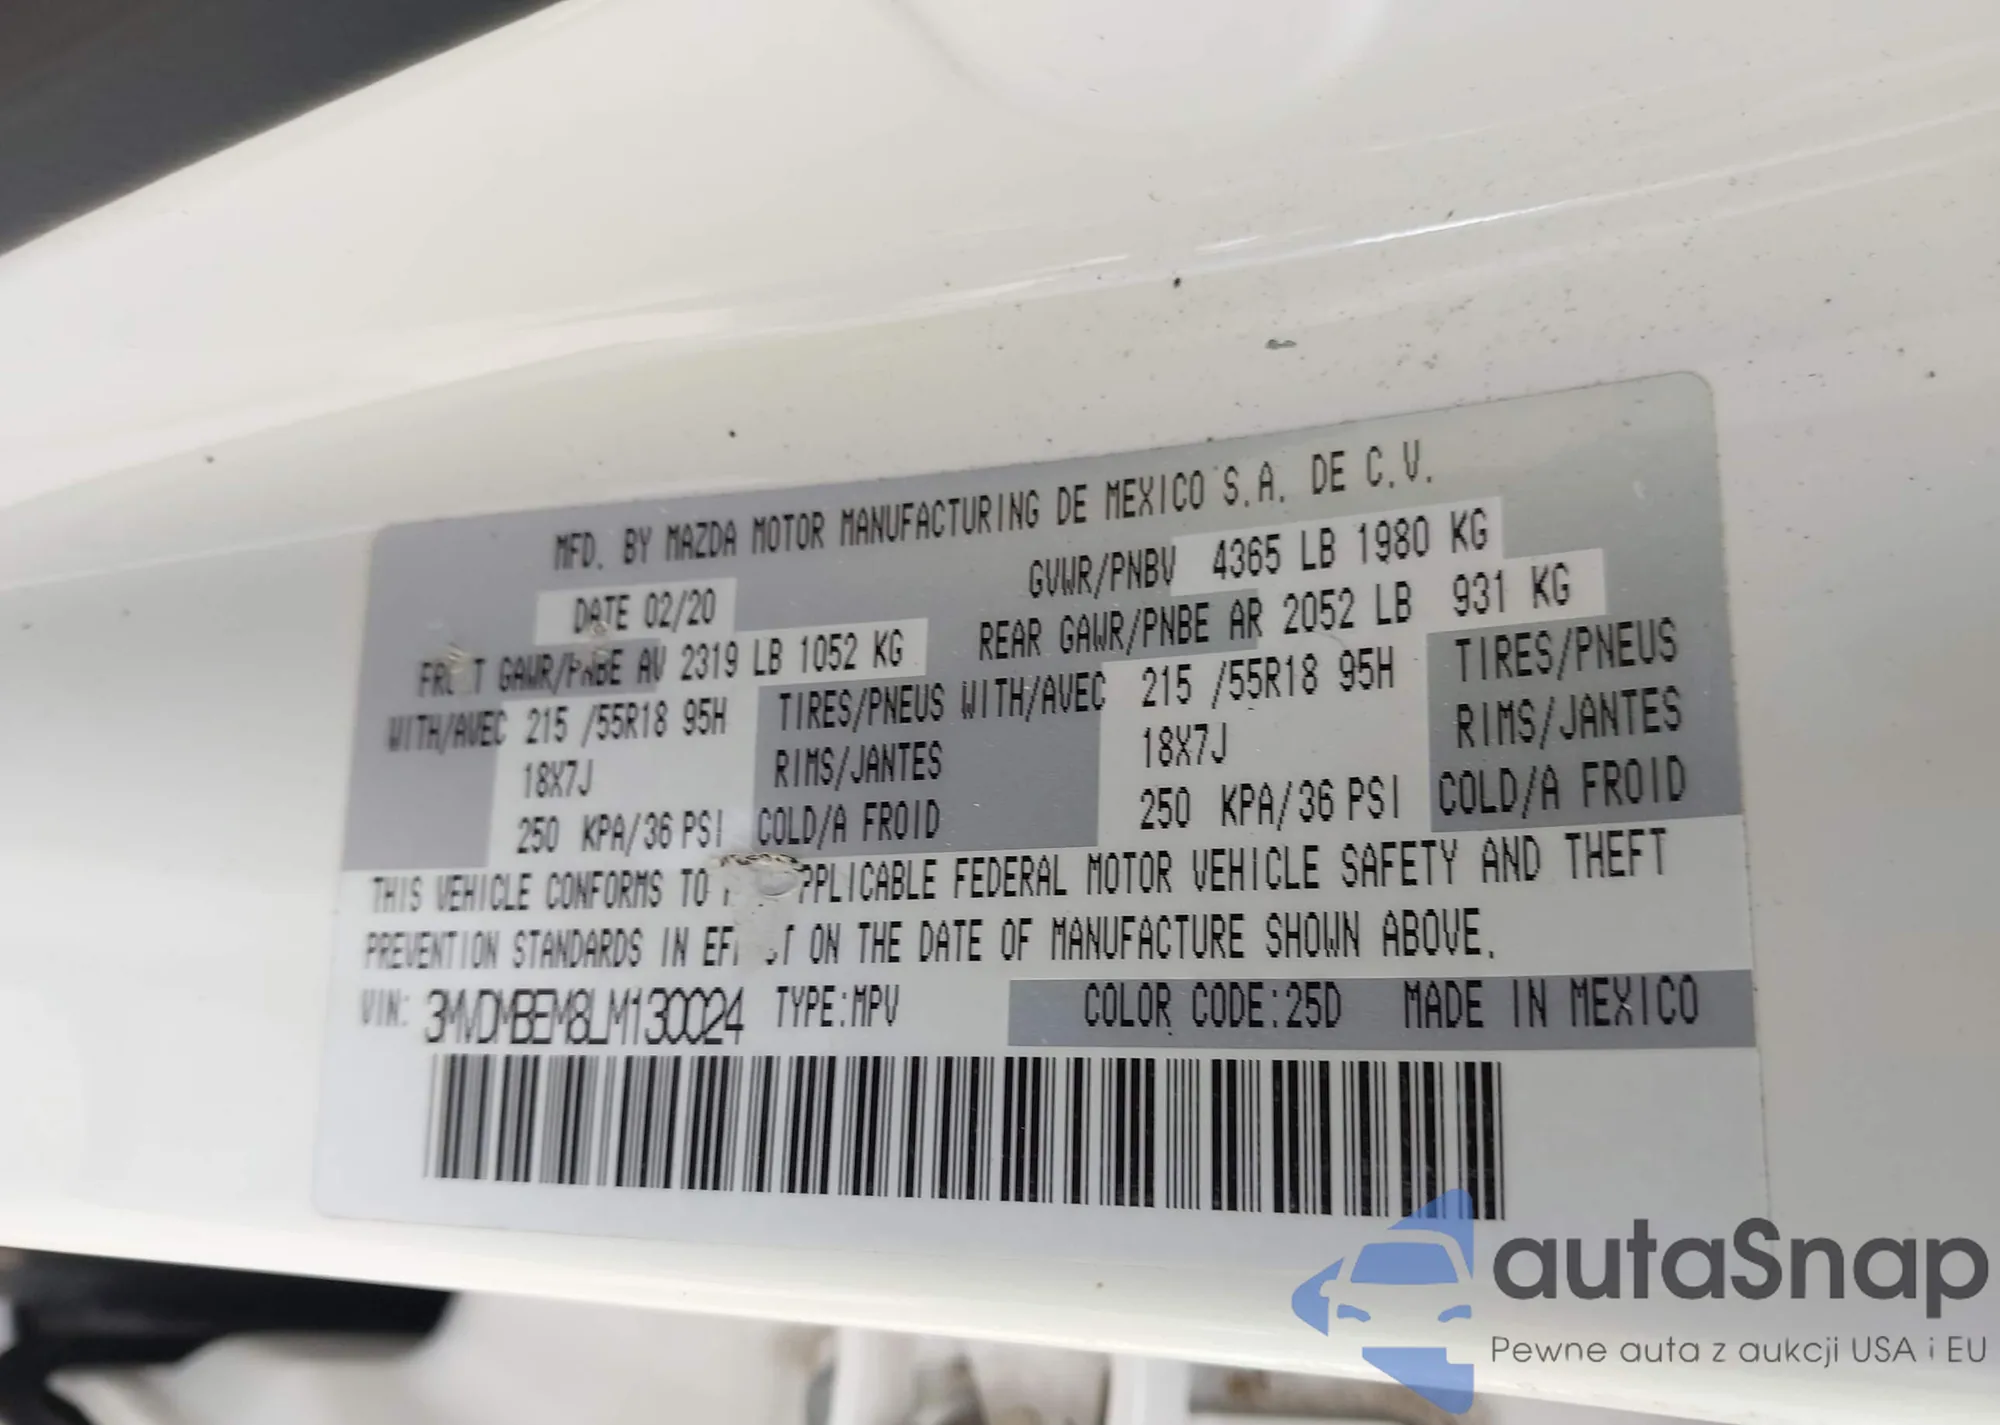 MFD. BY MAZDA MOTOR MANUFACTURING DE MEXICO S.A. DE C.V.
DATE 02/20 GVWR/PNBV 4365 LB 1980 KG
GAWR/PNBE AV 2319 LB 1052 KG REAR GAWR/PNBE AR 2052 LB 931 KG
WITH/AVEC 215 /55R18 95H TIRES/PNEUS WITH/AVEC 215 /55R18 95H TIRES/PNEUS
18X7J RIMS/JANTES 18X7J RIMS/JANTES
250 KPA/36 PSI COLD/A FROID 250 KPA/36 PSI COLD/A FROID
THIS VEHICLE CONFORMS TO APPLICABLE FEDERAL MOTOR VEHICLE SAFETY AND THEFT
PREVENTION STANDARDS IN EFFECT ON THE DATE OF MANUFACTURE SHOWN ABOVE.
VIN: 3MVDMBEM8LM130024 TYPE:MPV COLOR CODE:25D MADE IN MEXICO
autaSnap
Pewne auta z aukcji USA i EU